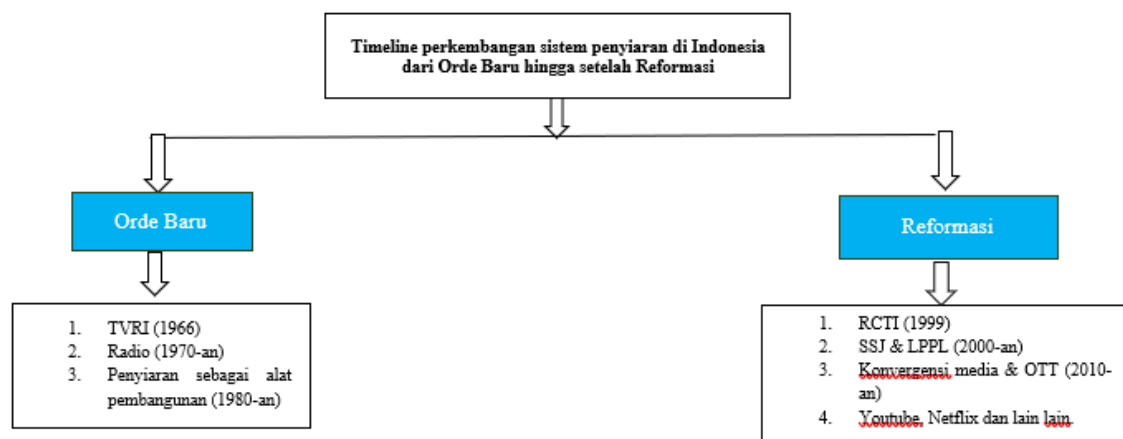 Timeline perkembangan sistem penyiaran di Indonesia
dari Orde Baru hingga setelah Reformasi
Orde Baru
1. TVRI (1966)
2. Radio (1970-an)
3. Penyiaran sebagai alat
pembangunan (1980-an)
Reformasi
1. RCTI (1999)
2. SSJ & LPPL (2000-an)
3. Konvergensi media & OTT (2010-
an)
4. Youtube, Netflix dan lain lain